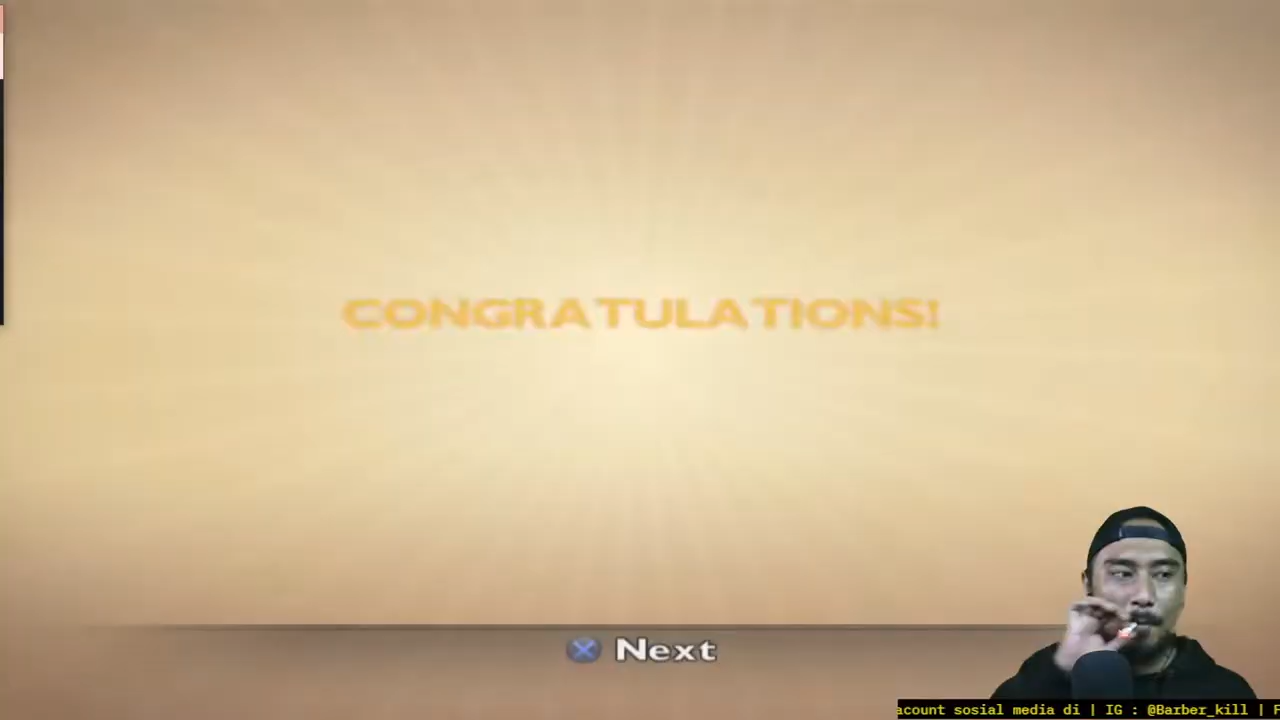 CONGRATULATIONS!
Next
acount sosial media di | IG : @Barber_kill |